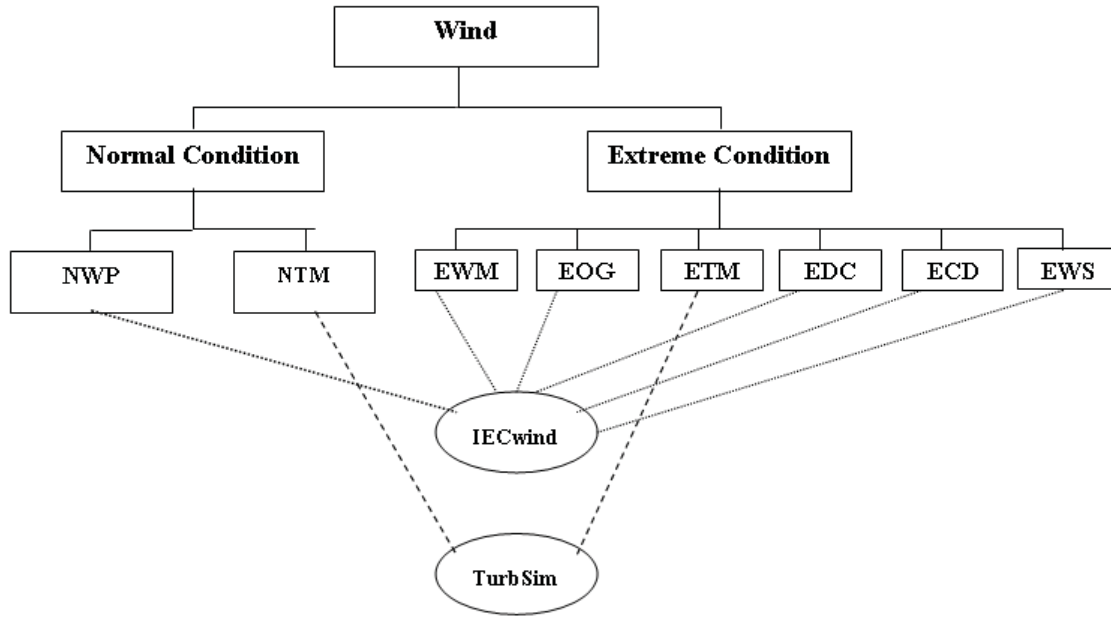 Wind
Normal Condition
Extreme Condition
NWP
NTM
EWM
EOG
ETM
EDC
ECD
EWS
IECwind
TurbSim